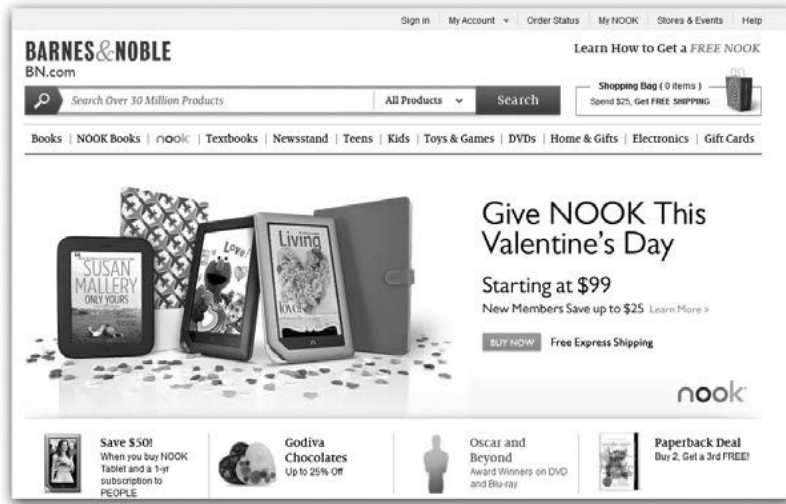 Sign in My Account Order Status My NOOK Stores & Events Help
BARNES&NOBLE
BN.com
Learn How to Get a FREE NOOK
Search Over 30 Million Products All Products Search
Shopping Bag ( 0 items )
Spend $25, Get FREE SHIPPING
Books | NOOK Books | nook | Textbooks | Newsstand | Teens | Kids | Toys & Games | DVDs | Home & Gifts | Electronics | Gift Cards
SUSAN
MALLERY
ONLY YOURS
Love!
Living
love!
Give NOOK This
Valentine's Day
Starting at $99
New Members Save up to $25 Learn More >
BUY NOW Free Express Shipping
nook
Save $50!
When you buy NOOK
Tablet and a 1-yr
subscription to
PEOPLE
Godiva
Chocolates
Up to 25% Off
Oscar and
Beyond
Award Winners on DVD
and Blu-ray
Paperback Deal
Buy 2, Get a 3rd FREE!